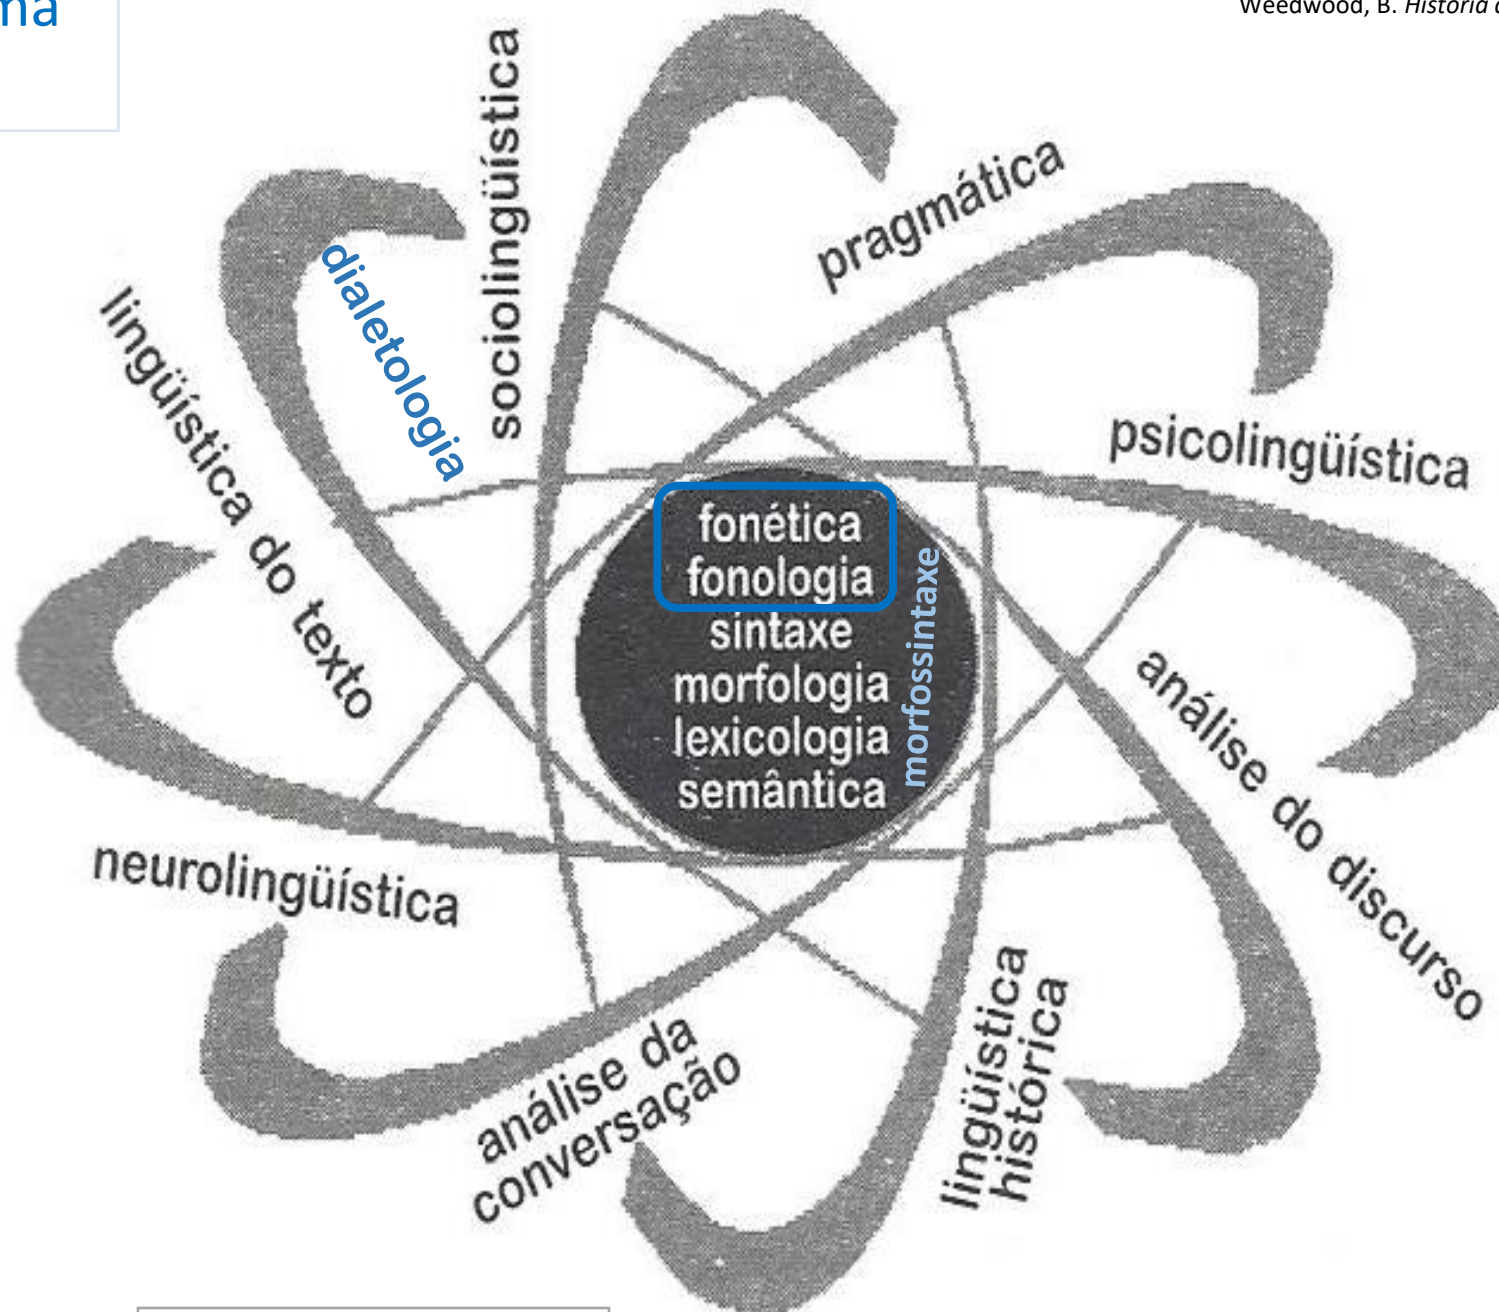 Weedwood, B. História
sociolingüística
pragmática
dialetologia
lingüística do texto
psicolingüística
fonética
fonologia
sintaxe
morfologia
lexicologia
semântica
morfossintaxe
análise do discurso
neurolingüística
lingüística
histórica
análise da
conversação